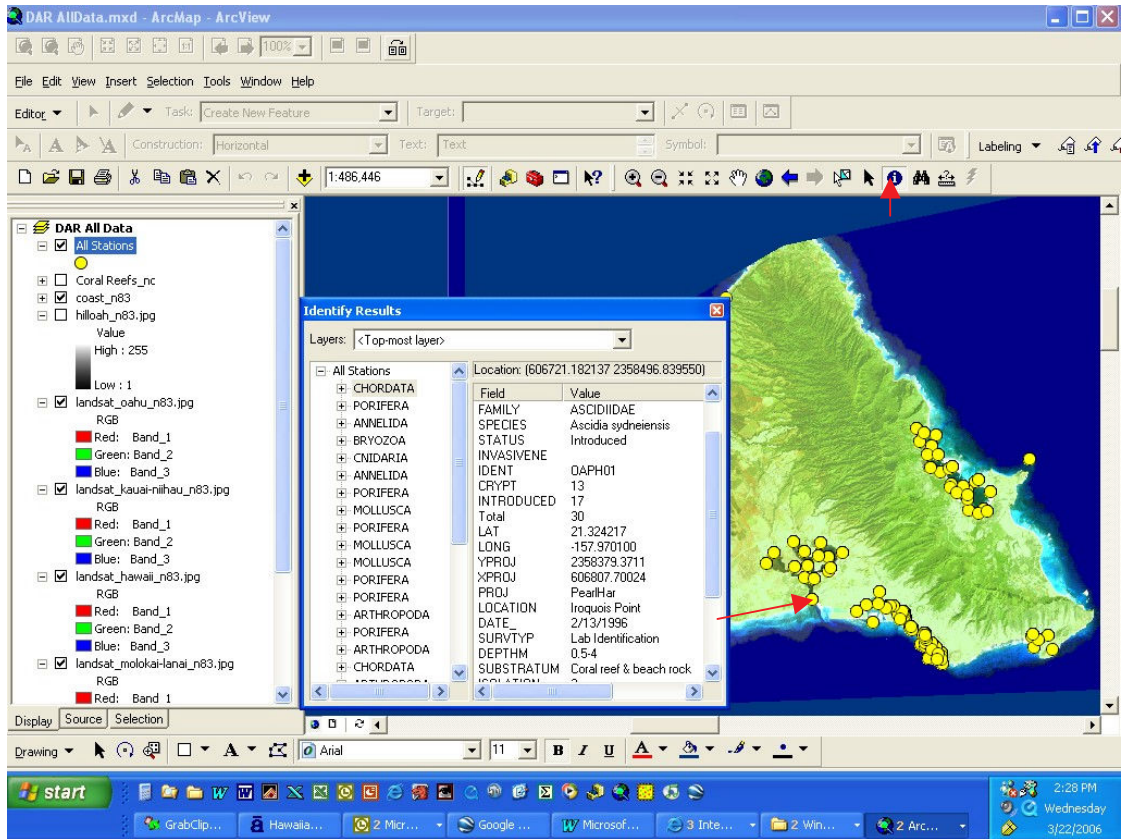 DAR AllData.mxd - ArcMap - ArcView
100%
File Edit View Insert Selection Tools Window Help
Editor Task: Create New Feature Target:
Construction: Horizontal Text: Text Symbol: Labeling
1:486,446
DAR All Data
All Stations
Coral Reefs_nc
coast_n83
hilloah_n83.jpg
Value
High : 255
Low : 1
landsat_oahu_n83.jpg
RGB
Red: Band_1
Green: Band_2
Blue: Band_3
landsat_kauai-niihau_n83.jpg
RGB
Red: Band_1
Green: Band_2
Blue: Band_3
landsat_hawaii_n83.jpg
RGB
Red: Band_1
Green: Band_2
Blue: Band_3
landsat_molokai-lanai_n83.jpg
RGB
Red: Band_1
Display Source Selection
Identify Results
Layers: <Top-most layer>
All Stations
CHORDATA
PORIFERA
ANNELIDA
BRYOZOA
CNIDARIA
ANNELIDA
PORIFERA
MOLLUSCA
PORIFERA
MOLLUSCA
MOLLUSCA
PORIFERA
PORIFERA
ARTHROPODA
PORIFERA
ARTHROPODA
CHORDATA
Location: (606721.182137 2358496.839550)
Field Value
FAMILY ASCIDIIDAE
SPECIES Ascidia sydneiensis
STATUS Introduced
INVASIVENE
IDENT OAPH01
CRYPT 13
INTRODUCED 17
Total 30
LAT 21.324217
LONG -157.970100
YPROJ 2358379.3711
XPROJ 606807.70024
PROJ PearlHar
LOCATION Iroquois Point
DATE_ 2/13/1996
SURVTYP Lab Identification
DEPTHM 0.5-4
SUBSTRATUM Coral reef & beach rock
Drawing A Arial 11 B I U A
start 2:28 PM
Wednesday
GrabClip... Hawaiia... 2 Micr... Google ... Microsof... 3 Inte... 2 Win... 2 Arc... 3/22/2006